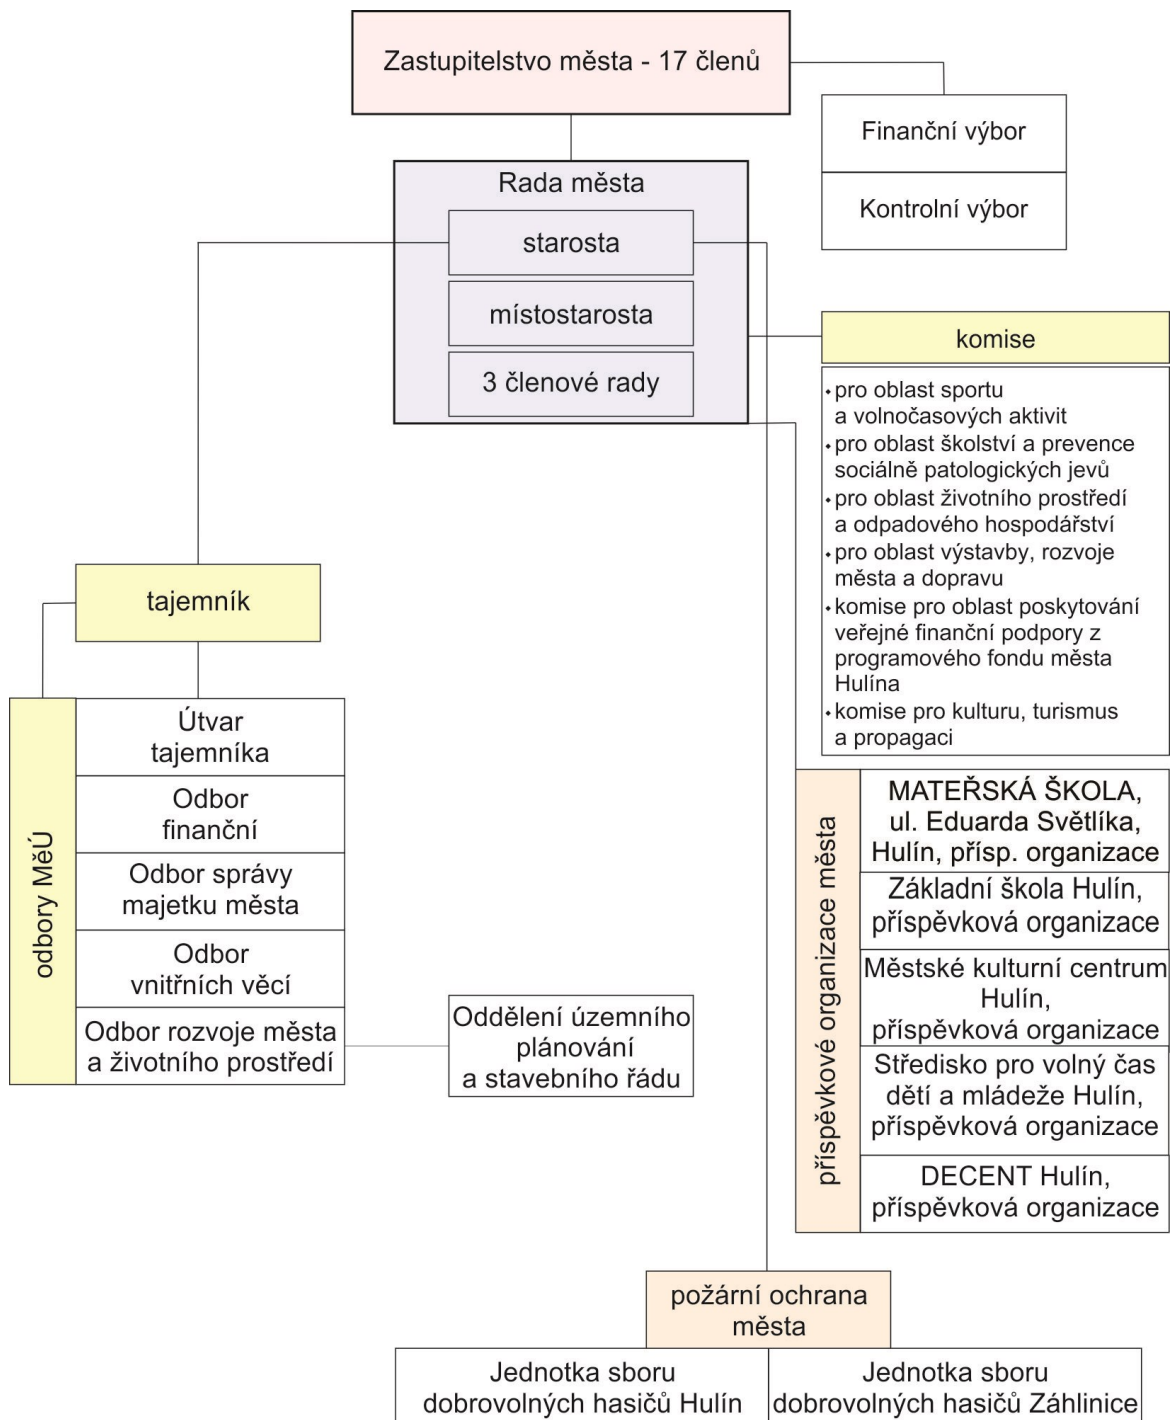 Zastupitelstvo města - 17 členů
Finanční výbor
Kontrolní výbor
Rada města
starosta
místostarosta
3 členové rady
komise
pro oblast sportu
a volnočasových aktivit
pro oblast školství a prevence
sociálně patologických jevů
pro oblast životního prostředí
a odpadového hospodářství
pro oblast výstavby, rozvoje
města a dopravu
komise pro oblast poskytování
veřejné finanční podpory z
programového fondu města
Hulína
komise pro kulturu, turismus
a propagaci
tajemník
odbory MěÚ
Útvar
tajemníka
Odbor
finanční
Odbor správy
majetku města
Odbor
vnitřních věcí
Odbor rozvoje města
a životního prostředí
Oddělení územního
plánování
a stavebního řádu
příspěvkové organizace města
MATEŘSKÁ ŠKOLA,
ul. Eduarda Světlíka,
Hulín, přísp. organizace
Základní škola Hulín,
příspěvková organizace
Městské kulturní centrum
Hulín,
příspěvková organizace
Středisko pro volný čas
dětí a mládeže Hulín,
příspěvková organizace
DECENT Hulín,
příspěvková organizace
požární ochrana
města
Jednotka sboru
dobrovolných hasičů Hulín
Jednotka sboru
dobrovolných hasičů Záhlinice